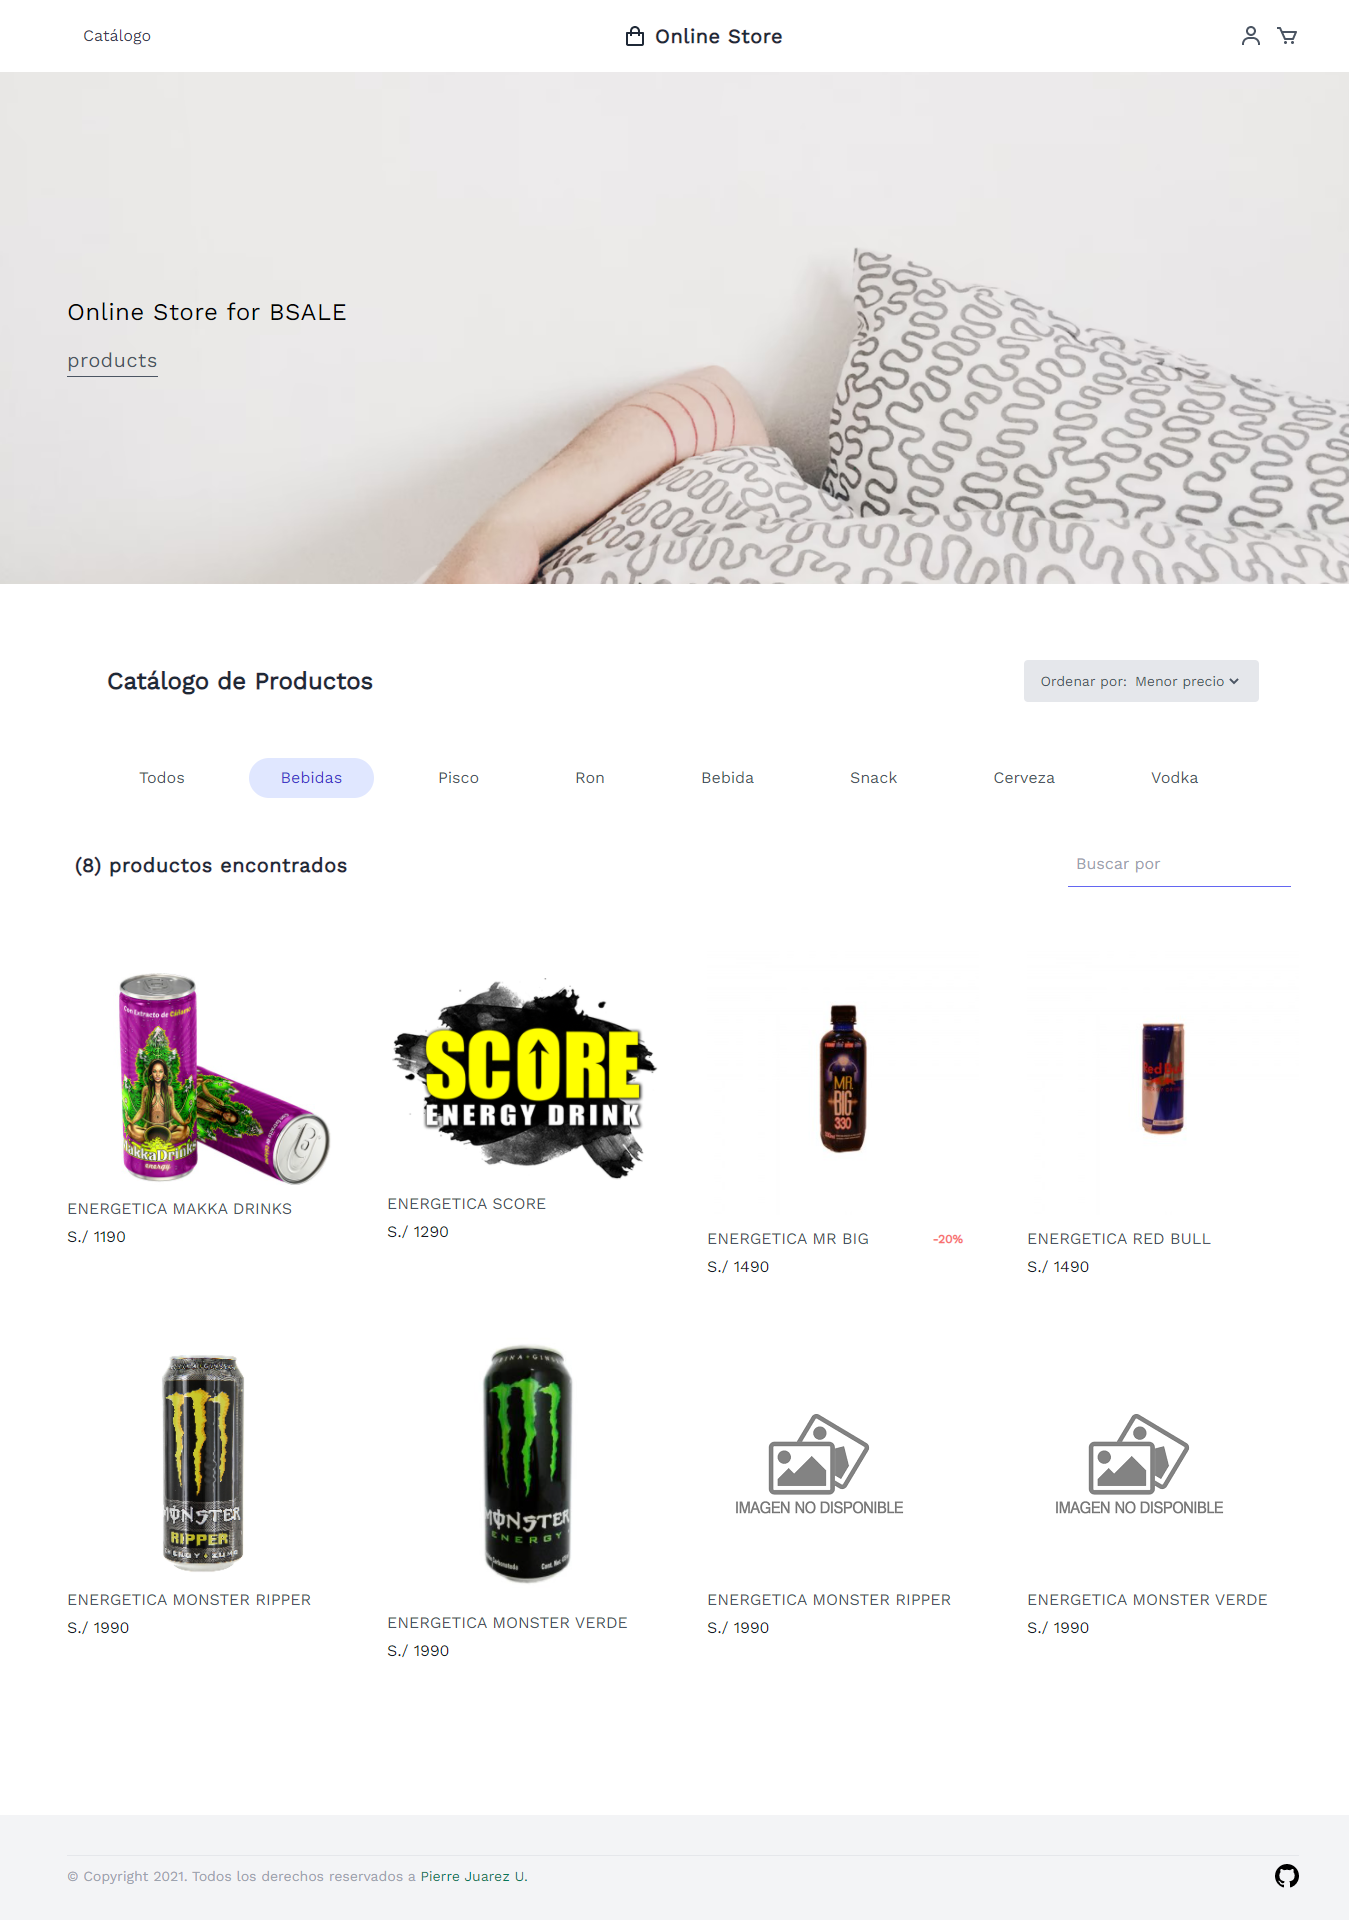 Catálogo
Online Store
Online Store for BSALE
products
Catálogo de Productos
Ordenar por: Menor precio
Todos
Bebidas
Pisco
Ron
Bebida
Snack
Cerveza
Vodka
(8) productos encontrados
Buscar por
Con Extracto de Cáñamo
MakkaDrinks
energy
SCORE
ENERGY DRINK
MR.
BIG
330
Red Bull
ENERGETICA MAKKA DRINKS
S./ 1190
ENERGETICA SCORE
S./ 1290
ENERGETICA MR BIG
-20%
S./ 1490
ENERGETICA RED BULL
S./ 1490
MONSTER
RIPPER
MONSTER
ENERGY
IMAGEN NO DISPONIBLE
IMAGEN NO DISPONIBLE
ENERGETICA MONSTER RIPPER
S./ 1990
ENERGETICA MONSTER VERDE
S./ 1990
ENERGETICA MONSTER RIPPER
S./ 1990
ENERGETICA MONSTER VERDE
S./ 1990
© Copyright 2021. Todos los derechos reservados a Pierre Juarez U.